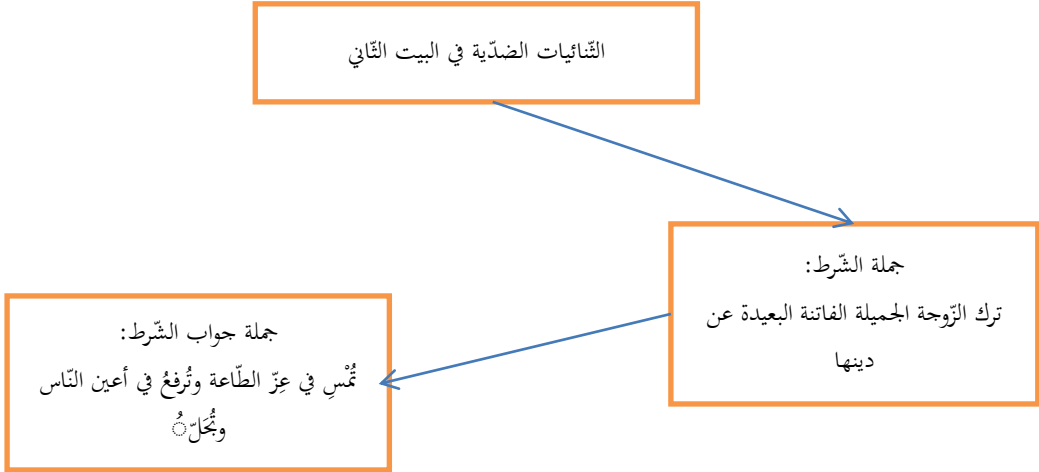 الثّنائيات الضدّية في البيت الثّاني
جملة الشّرط:
ترك الزّوجة الجميلة الفاتنة البعيدة عن
دينها
جملة جواب الشّرط:
تُمْسِ في عِزّ الطّاعة وتُرفعُ في أعين النّاس
وتُجَلّ ُ